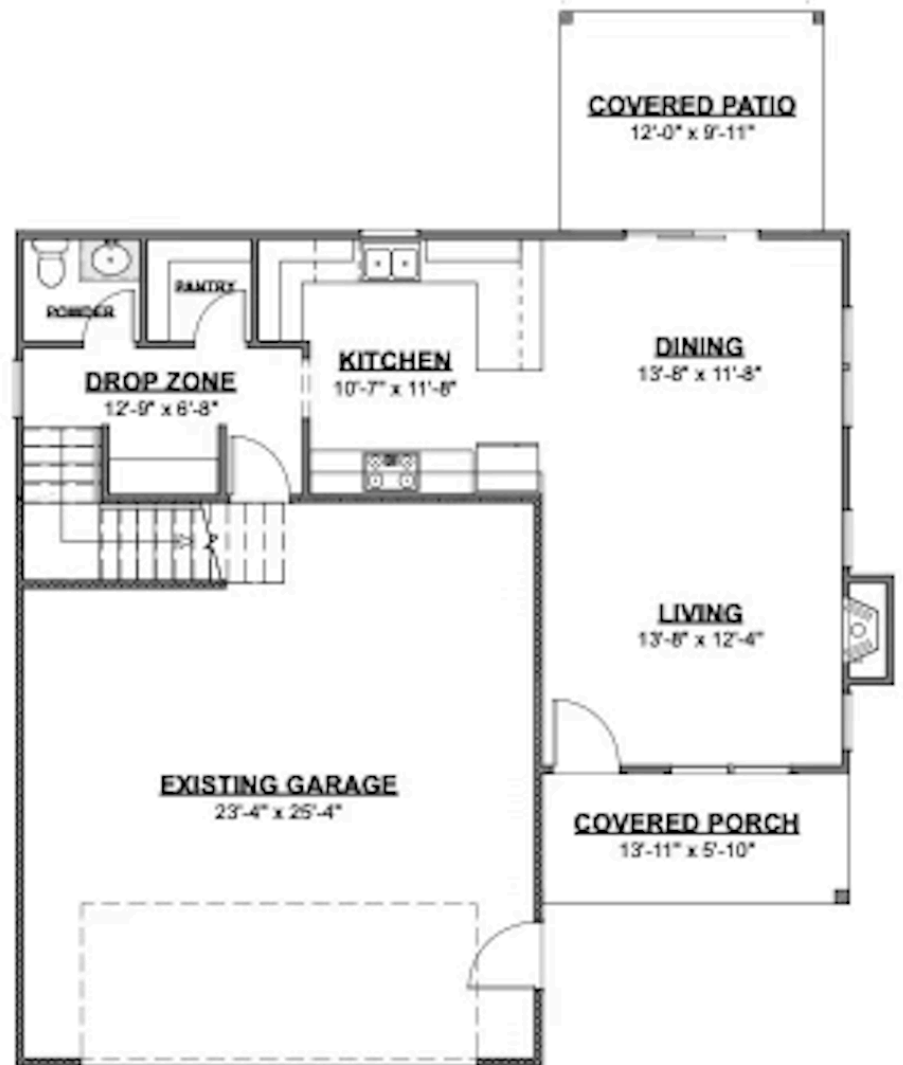 COVERED PATIO
12'-0" x 9'-11"
PANTRY
POWDER
DROP ZONE
12'-9" x 6'-8"
KITCHEN
10'-7" x 11'-8"
DINING
13'-8" x 11'-8"
LIVING
13'-8" x 12'-4"
EXISTING GARAGE
23'-4" x 25'-4"
COVERED PORCH
13'-11" x 5'-10"